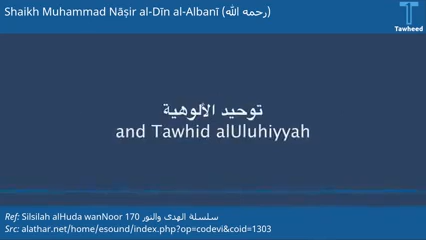 Shaikh Muhammad Nāṣir al-Dīn al-Albanī (رحمه الله)
Tawheed
توحيد الألوهية
and Tawhid alUluhiyyah
Ref: Silsilah alHuda wanNoor 170 سلسلة الهدى والنور
Src: alathar.net/home/esound/index.php?op=codevi&coid=1303